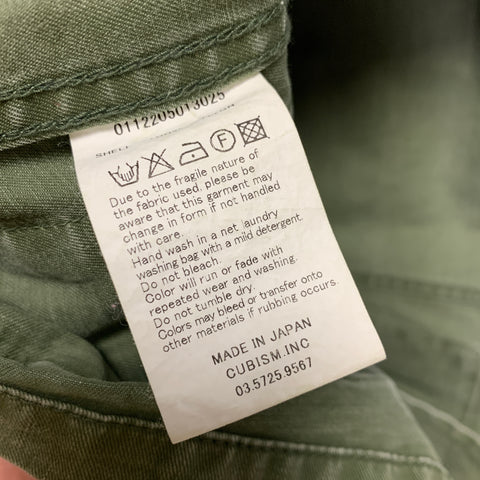 0112205013025
F
Due to the fragile nature of
the fabric used, please be
aware that this garment may
change in form if not handled
with care.
Hand wash in a net laundry
washing bag with a mild detergent.
Do not bleach.
Color will run or fade with
repeated wear and washing.
Do not tumble dry.
Colors may bleed or transfer onto
other materials if rubbing occurs.
MADE IN JAPAN
CUBISM.INC
03.5725.9567